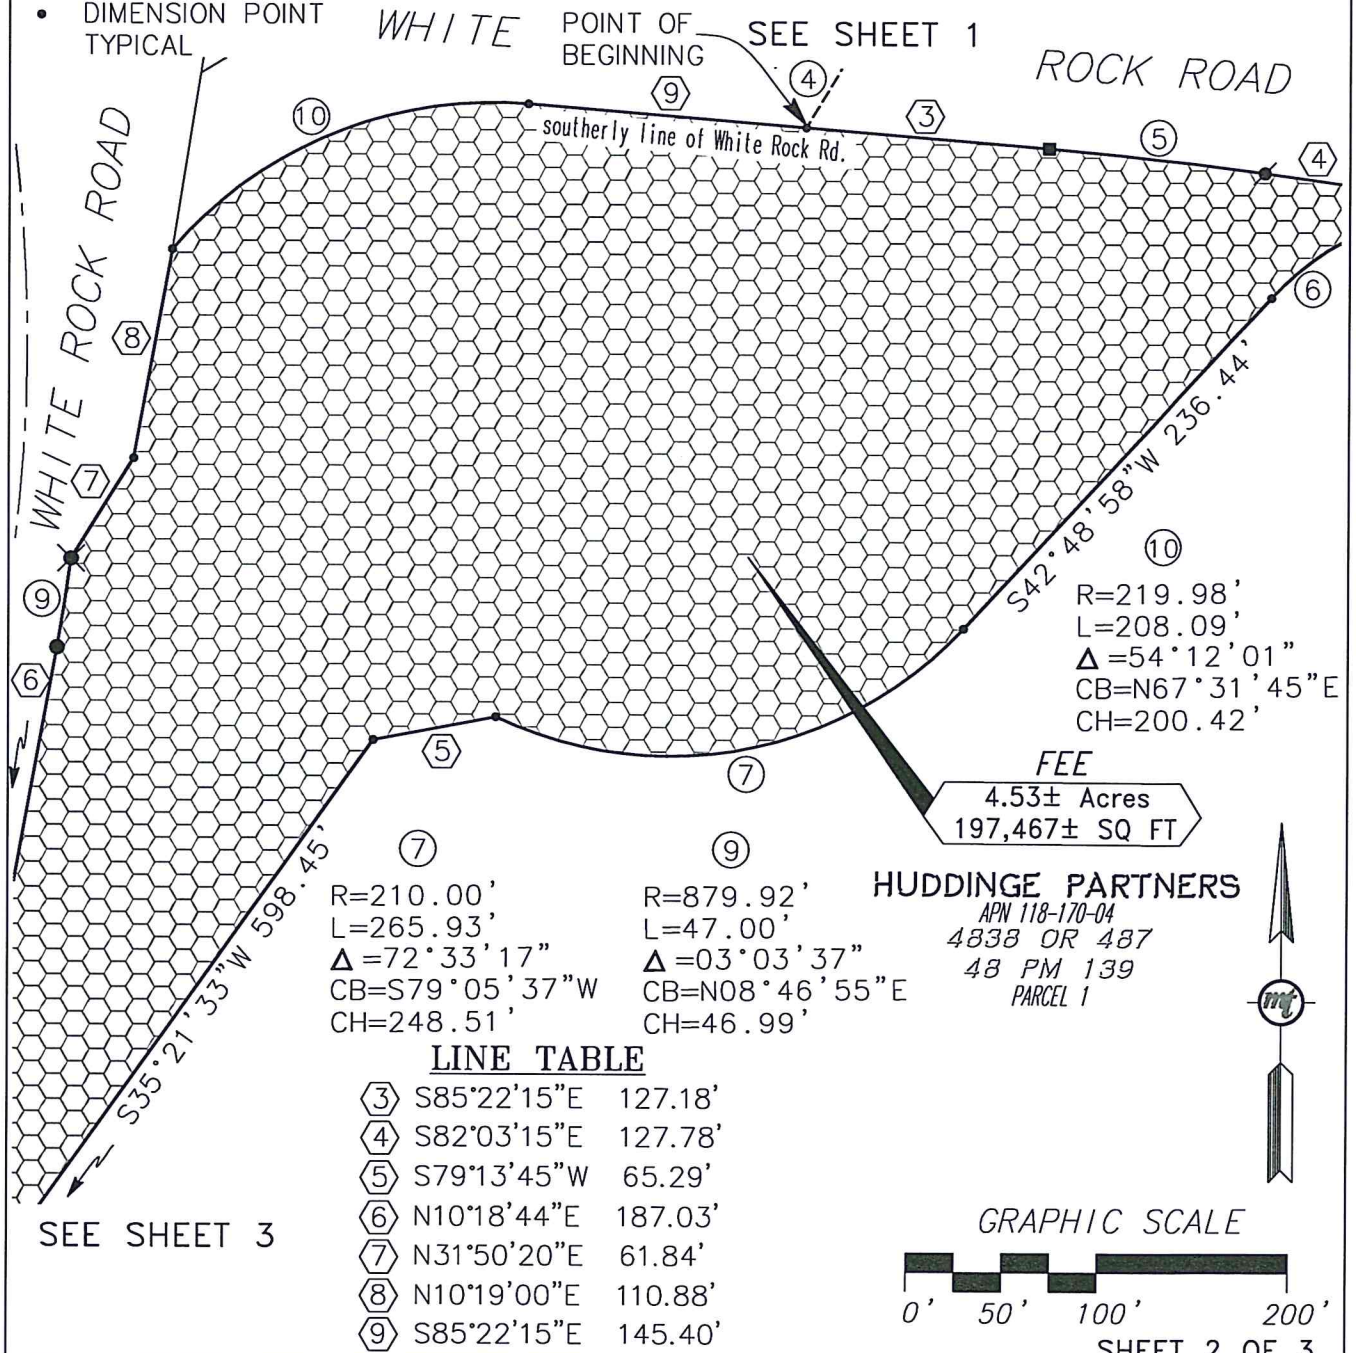 • DIMENSION POINT
TYPICAL
WHITE
POINT OF
BEGINNING
SEE SHEET 1
ROCK ROAD
4
9
10
3
5
4
southerly line of White Rock Rd.
WHITE ROCK ROAD
6
8
S42°48'58"W 236.44'
7
9
6
5
7
10
R=219.98'
L=208.09'
Δ=54°12'01"
CB=N67°31'45"E
CH=200.42'
FEE
4.53± Acres
197,467± SQ FT
S35°21'33"W 598.45'
7
R=210.00'
L=265.93'
Δ=72°33'17"
CB=S79°05'37"W
CH=248.51'
9
R=879.92'
L=47.00'
Δ=03°03'37"
CB=N08°46'55"E
CH=46.99'
HUDDINGE PARTNERS
APN 118-170-04
4838 OR 487
48 PM 139
PARCEL 1
mt
LINE TABLE
3 S85°22'15"E 127.18'
4 S82°03'15"E 127.78'
5 S79°13'45"W 65.29'
6 N10°18'44"E 187.03'
7 N31°50'20"E 61.84'
8 N10°19'00"E 110.88'
9 S85°22'15"E 145.40'
SEE SHEET 3
GRAPHIC SCALE
0' 50' 100' 200'
SHEET 2 OF 3